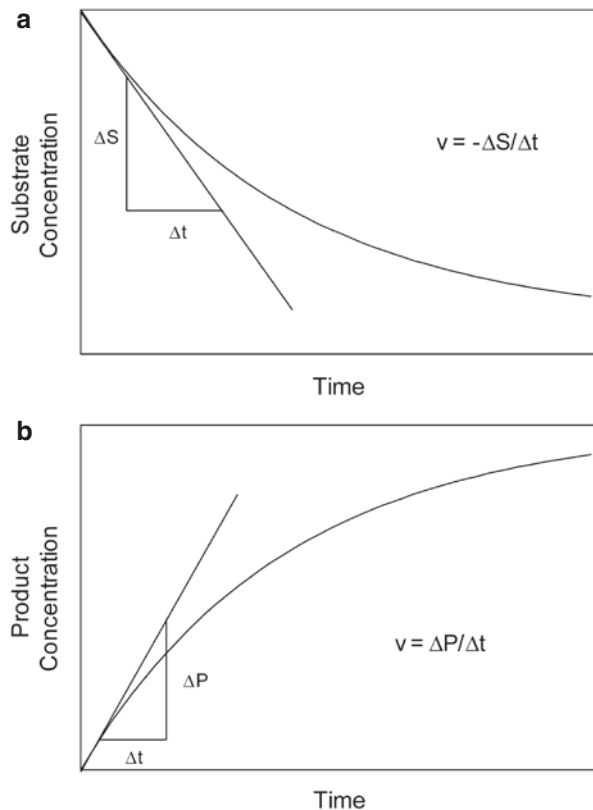 a
Substrate
Concentration
ΔS
Δt
v = -ΔS/Δt
Time
b
Product
Concentration
ΔP
Δt
v = ΔP/Δt
Time